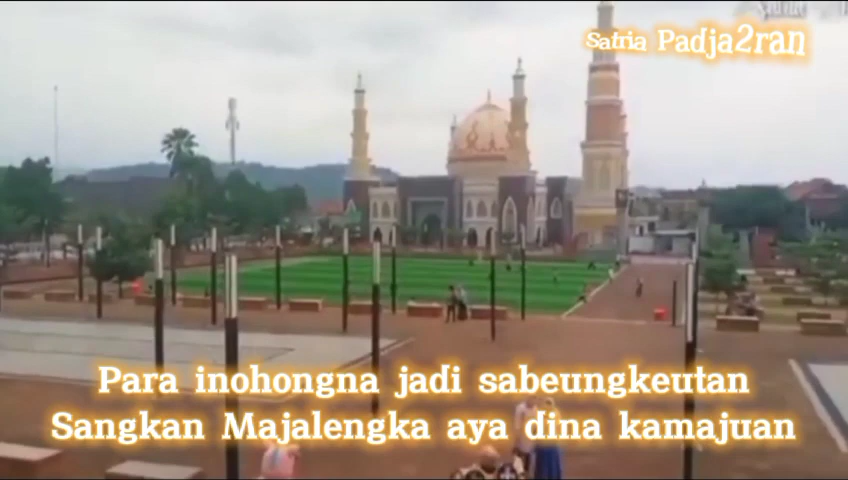 Satria Padja2ran
Para inohongna jadi sabeungkeutan
Sangkan Majalengka aya dina kamajuan